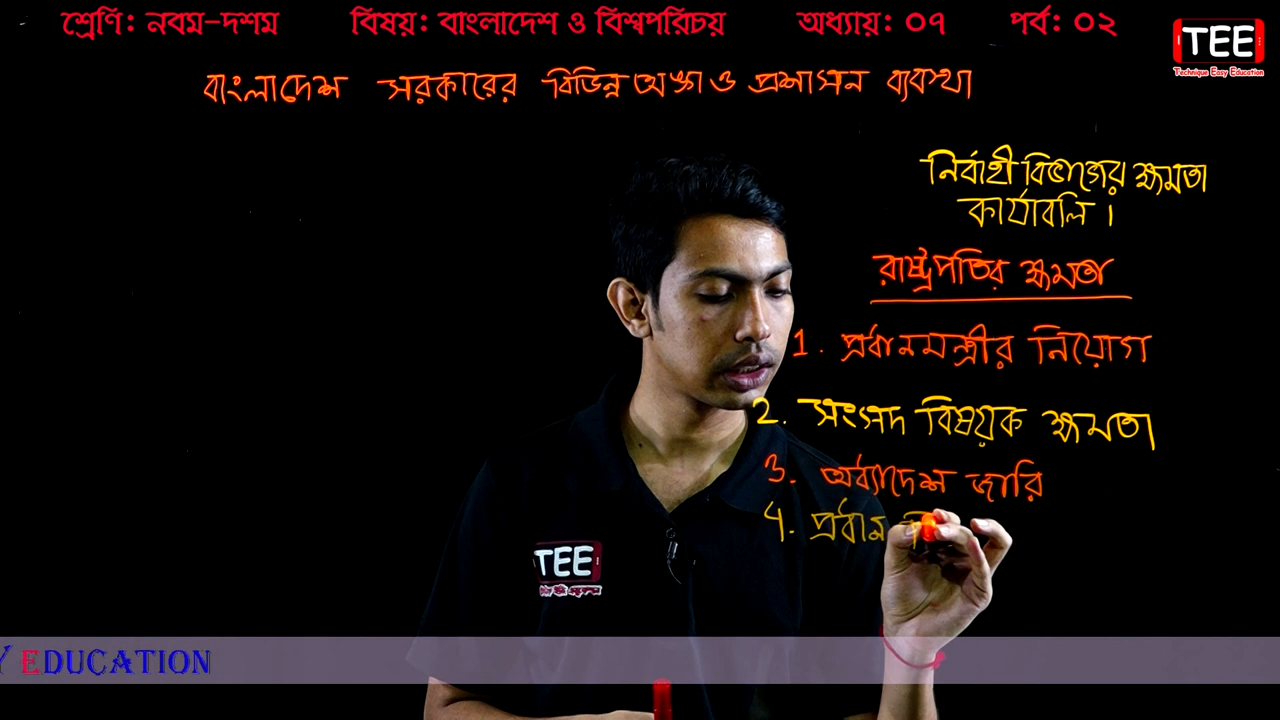 শ্রেণি: নবম-দশম বিষয়: বাংলাদেশ ও বিশ্বপরিচয় অধ্যায়: ০৭ পর্ব: ০২
TEE
Technique Easy Education
বাংলাদেশ সরকারের বিভিন্ন অঙ্গ ও প্রশাসন ব্যবস্থা
নির্বাহী বিভাগের ক্ষমতা
কার্যাবলি।
রাষ্ট্রপতির ক্ষমতা
1. প্রধানমন্ত্রীর নিয়োগ
2. সংসদ বিষয়ক ক্ষমতা
3. অধ্যাদেশ জারি
4. প্রধান
TEE
Y EDUCATION